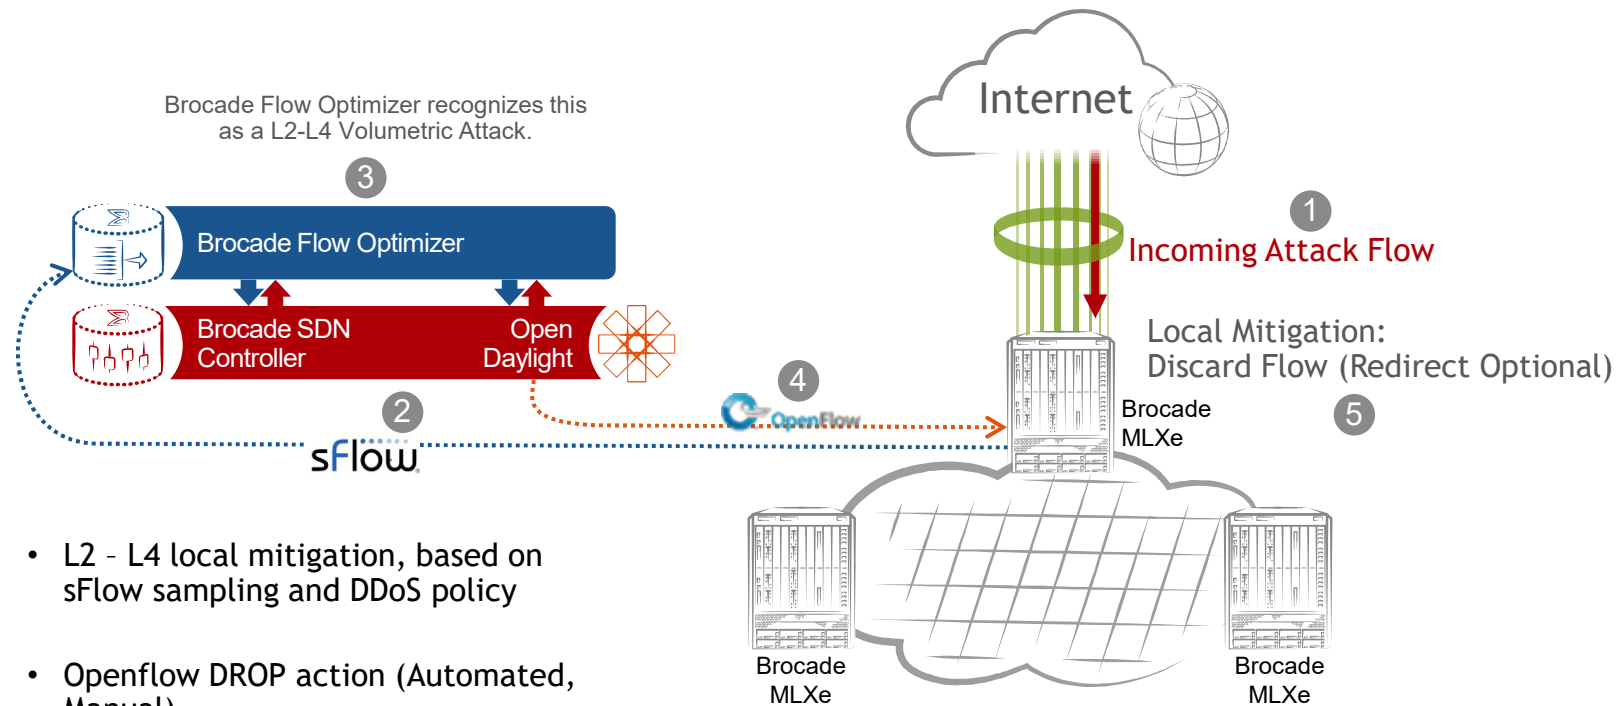 Internet
Brocade Flow Optimizer recognizes this
as a L2-L4 Volumetric Attack.
3
1
Brocade Flow Optimizer
Incoming Attack Flow
Brocade SDN
Controller
Open
Daylight
Local Mitigation:
Discard Flow (Redirect Optional)
4
OpenFlow
2
5
Brocade
MLXe
sFlow
L2 – L4 local mitigation, based on
sFlow sampling and DDoS policy
Openflow DROP action (Automated,
Manual)
Brocade
MLXe
Brocade
MLXe